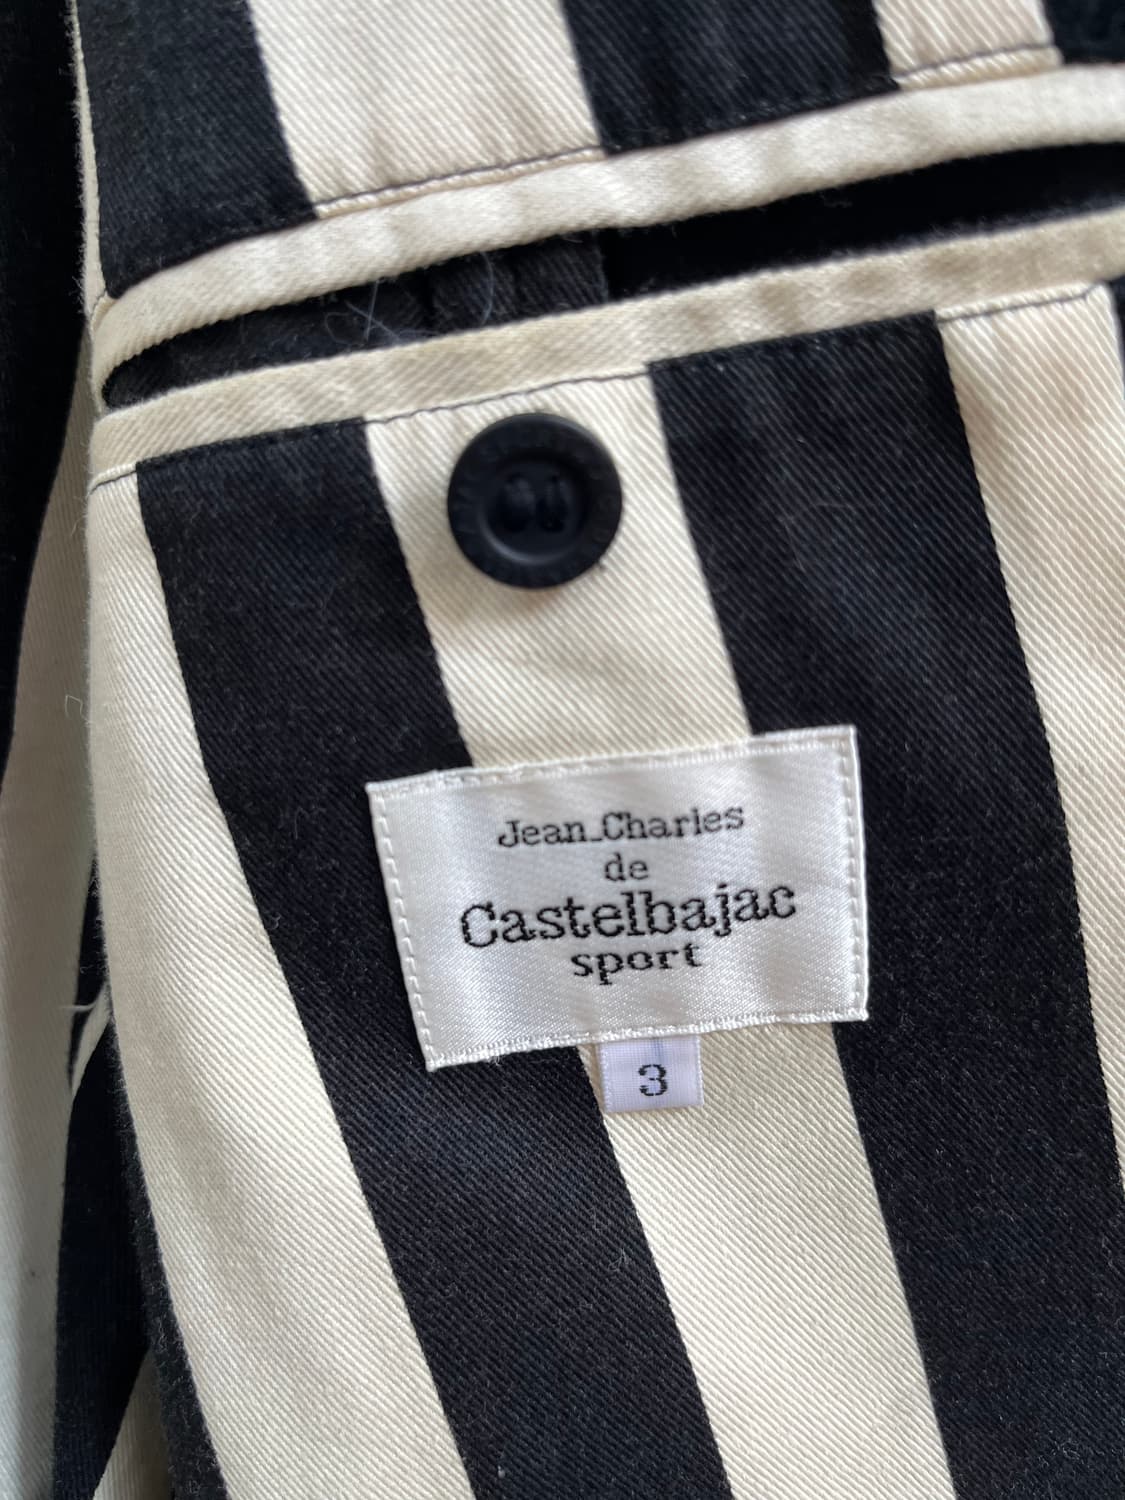 Jean_Charles
de
Castelbajac
sport
3